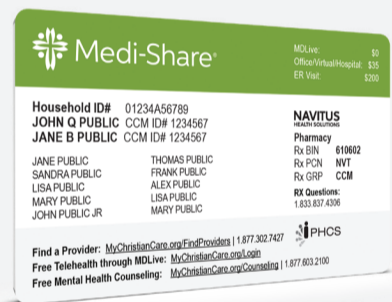 Medi-Share®
MDLive: $0
Office/Virtual/Hospital: $35
ER Visit: $200
Household ID# 01234A56789
JOHN Q PUBLIC CCM ID# 1234567
JANE B PUBLIC CCM ID# 1234567
JANE PUBLIC
SANDRA PUBLIC
LISA PUBLIC
MARY PUBLIC
JOHN PUBLIC JR
THOMAS PUBLIC
FRANK PUBLIC
ALEX PUBLIC
LISA PUBLIC
MARY PUBLIC
NAVITUS
HEALTH SOLUTIONS
Pharmacy
Rx BIN 610602
Rx PCN NVT
Rx GRP CCM
RX Questions:
1.833.837.4306
PHCS
Find a Provider: MyChristianCare.org/FindProviders | 1.877.302.7427
Free Telehealth through MDLive: MyChristianCare.org/Login
Free Mental Health Counseling: MyChristianCare.org/Counseling | 1.877.603.2100